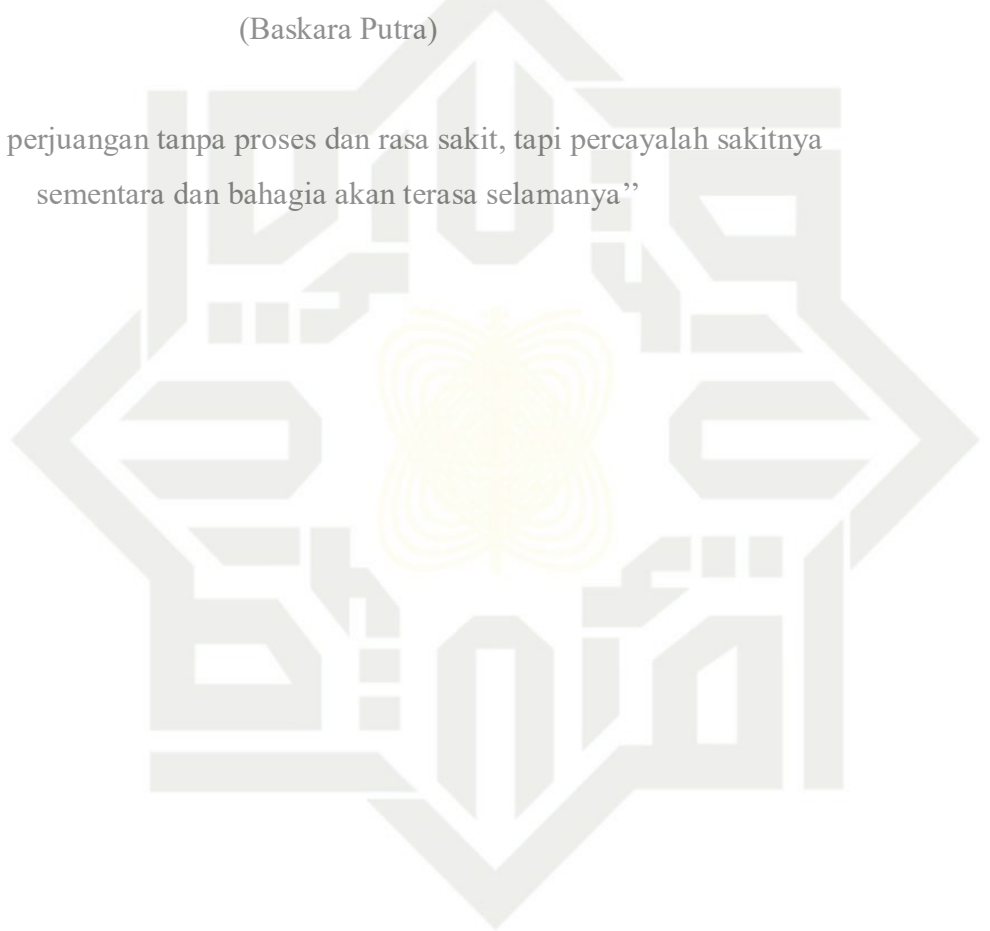 (Baskara Putra)
perjuangan tanpa proses dan rasa sakit, tapi percayalah sakitnya
sementara dan bahagia akan terasa selamanya’’